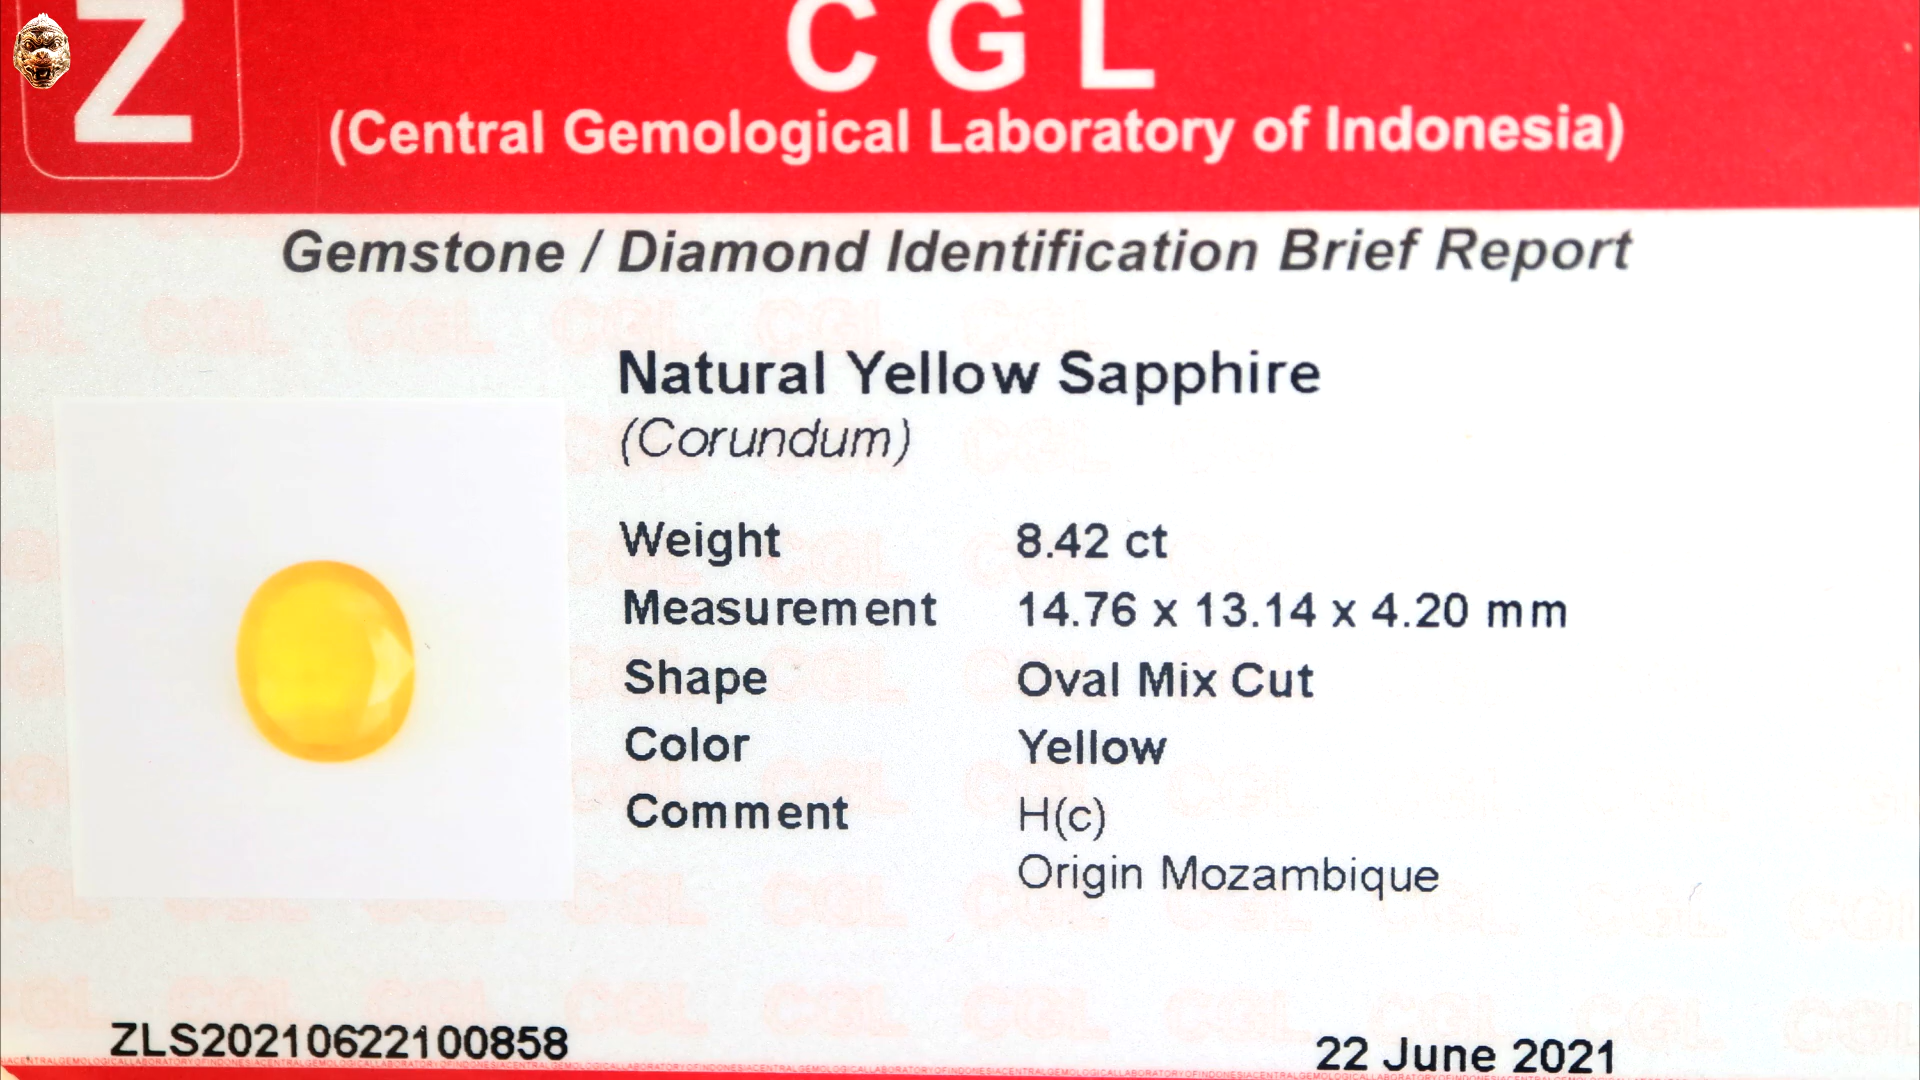 Z
C G L
(Central Gemological Laboratory of Indonesia)
Gemstone / Diamond Identification Brief Report
Natural Yellow Sapphire
(Corundum)
Weight 8.42 ct
Measurement 14.76 x 13.14 x 4.20 mm
Shape Oval Mix Cut
Color Yellow
Comment H(c)
Origin Mozambique
ZLS20210622100858
22 June 2021